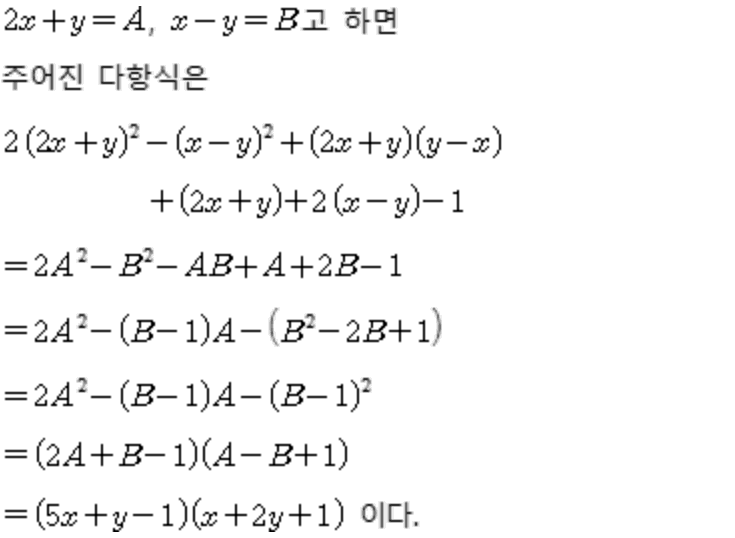 2x+y=A, x-y=B고 하면
주어진 다항식은
2(2x+y)²-(x-y)²+(2x+y)(y-x)
+(2x+y)+2(x-y)-1
=2A²-B²-AB+A+2B-1
=2A²-(B-1)A-(B²-2B+1)
=2A²-(B-1)A-(B-1)²
=(2A+B-1)(A-B+1)
=(5x+y-1)(x+2y+1) 이다.